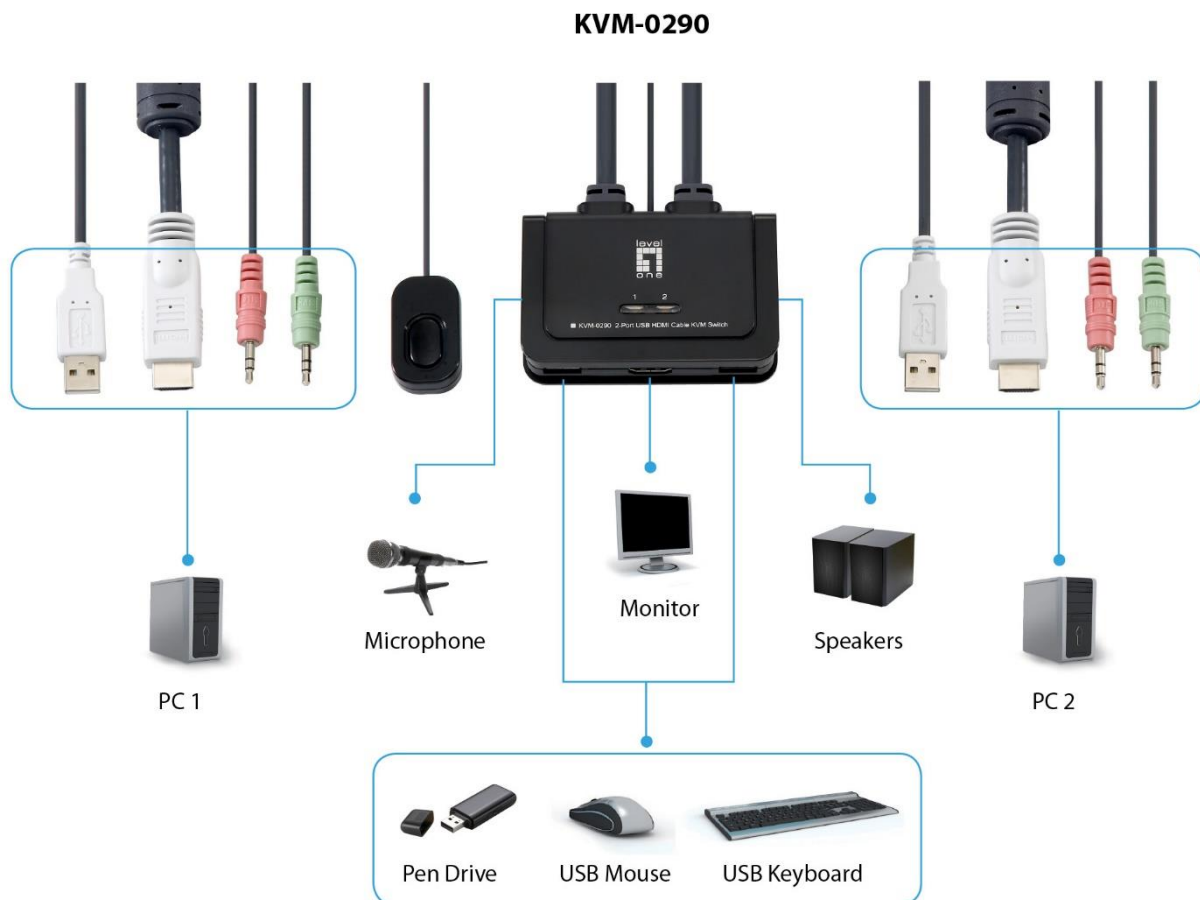 KVM-0290
level
one
1 2
KVM-0290 2-Port USB HDMI Cable KVM Switch
Microphone
Monitor
Speakers
PC 1
PC 2
Pen Drive
USB Mouse
USB Keyboard